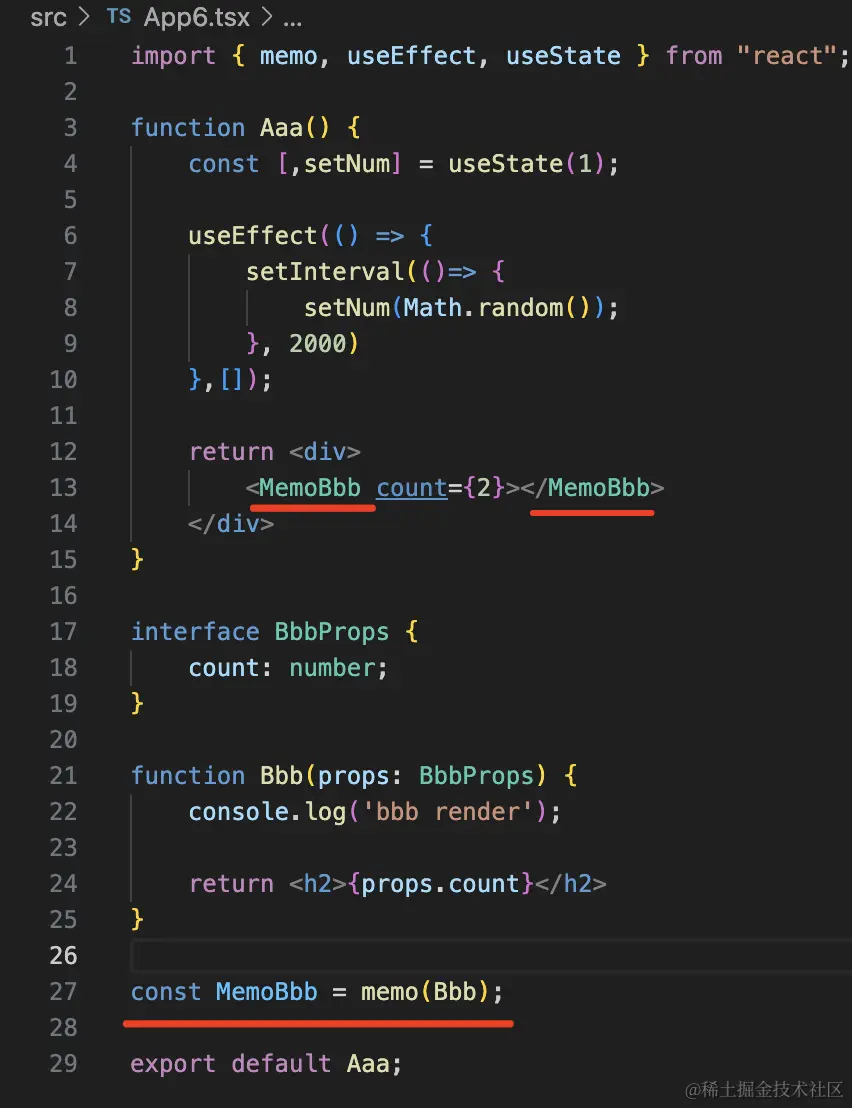 src > TS App6.tsx > ...
1 import { memo, useEffect, useState } from "react";
2
3 function Aaa() {
4     const [,setNum] = useState(1);
5
6     useEffect(() => {
7         setInterval(()=> {
8             setNum(Math.random());
9         }, 2000)
10     },[]);
11
12     return <div>
13         <MemoBbb count={2}></MemoBbb>
14     </div>
15 }
16
17 interface BbbProps {
18     count: number;
19 }
20
21 function Bbb(props: BbbProps) {
22     console.log('bbb render');
23
24     return <h2>{props.count}</h2>
25 }
26
27 const MemoBbb = memo(Bbb);
28
29 export default Aaa;
@稀土掘金技术社区